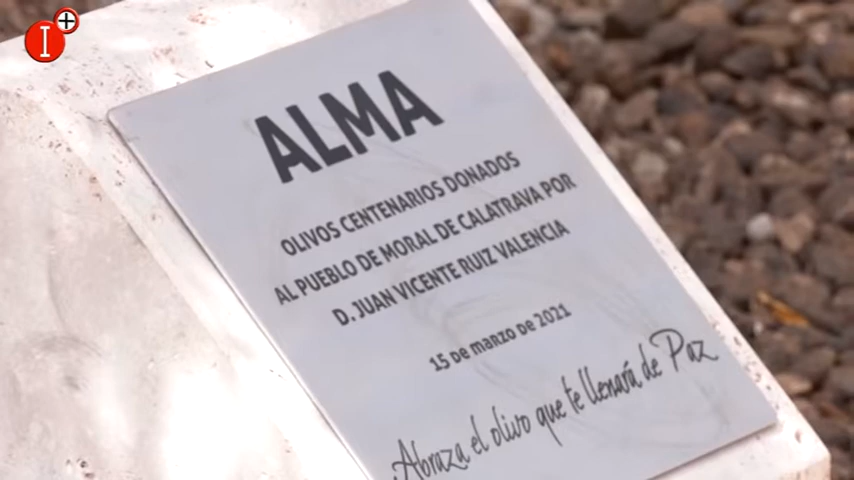 I+
ALMA
OLIVOS CENTENARIOS DONADOS
AL PUEBLO DE MORAL DE CALATRAVA POR
D. JUAN VICENTE RUIZ VALENCIA
15 de marzo de 2021
Abraza el olivo que te llenará de Paz